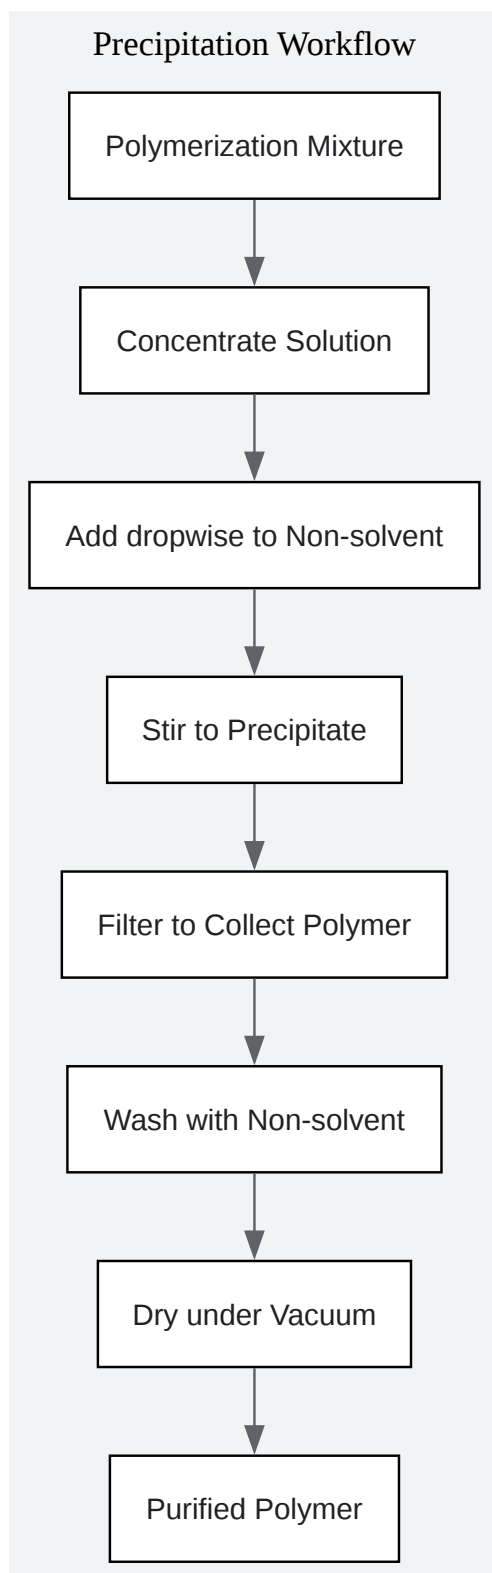 Precipitation Workflow
Polymerization Mixture
Concentrate Solution
Add dropwise to Non-solvent
Stir to Precipitate
Filter to Collect Polymer
Wash with Non-solvent
Dry under Vacuum
Purified Polymer